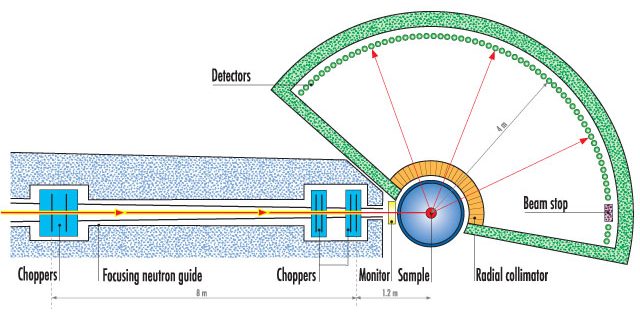 Detectors
4 m
Beam stop
Choppers
Focusing neutron guide
Choppers
Monitor
Sample
Radial collimator
8 m
1.2 m